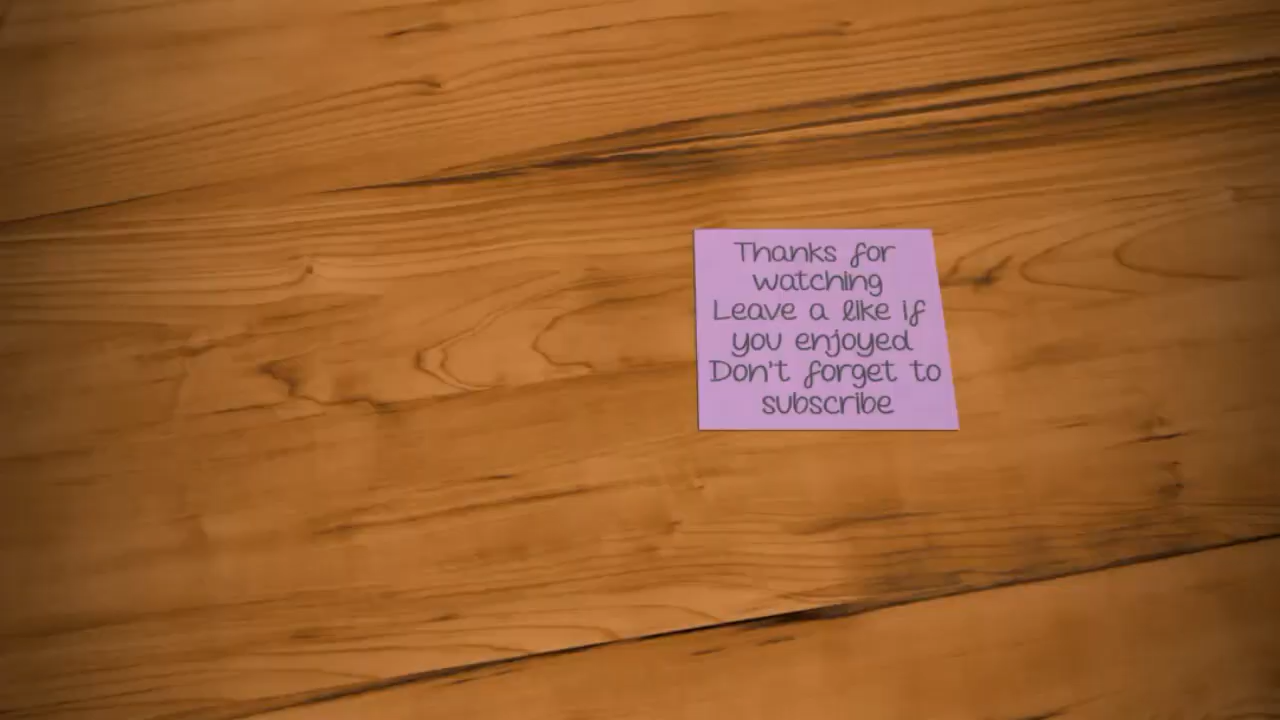 Thanks for
watching
Leave a like if
you enjoyed
Don't forget to
subscribe